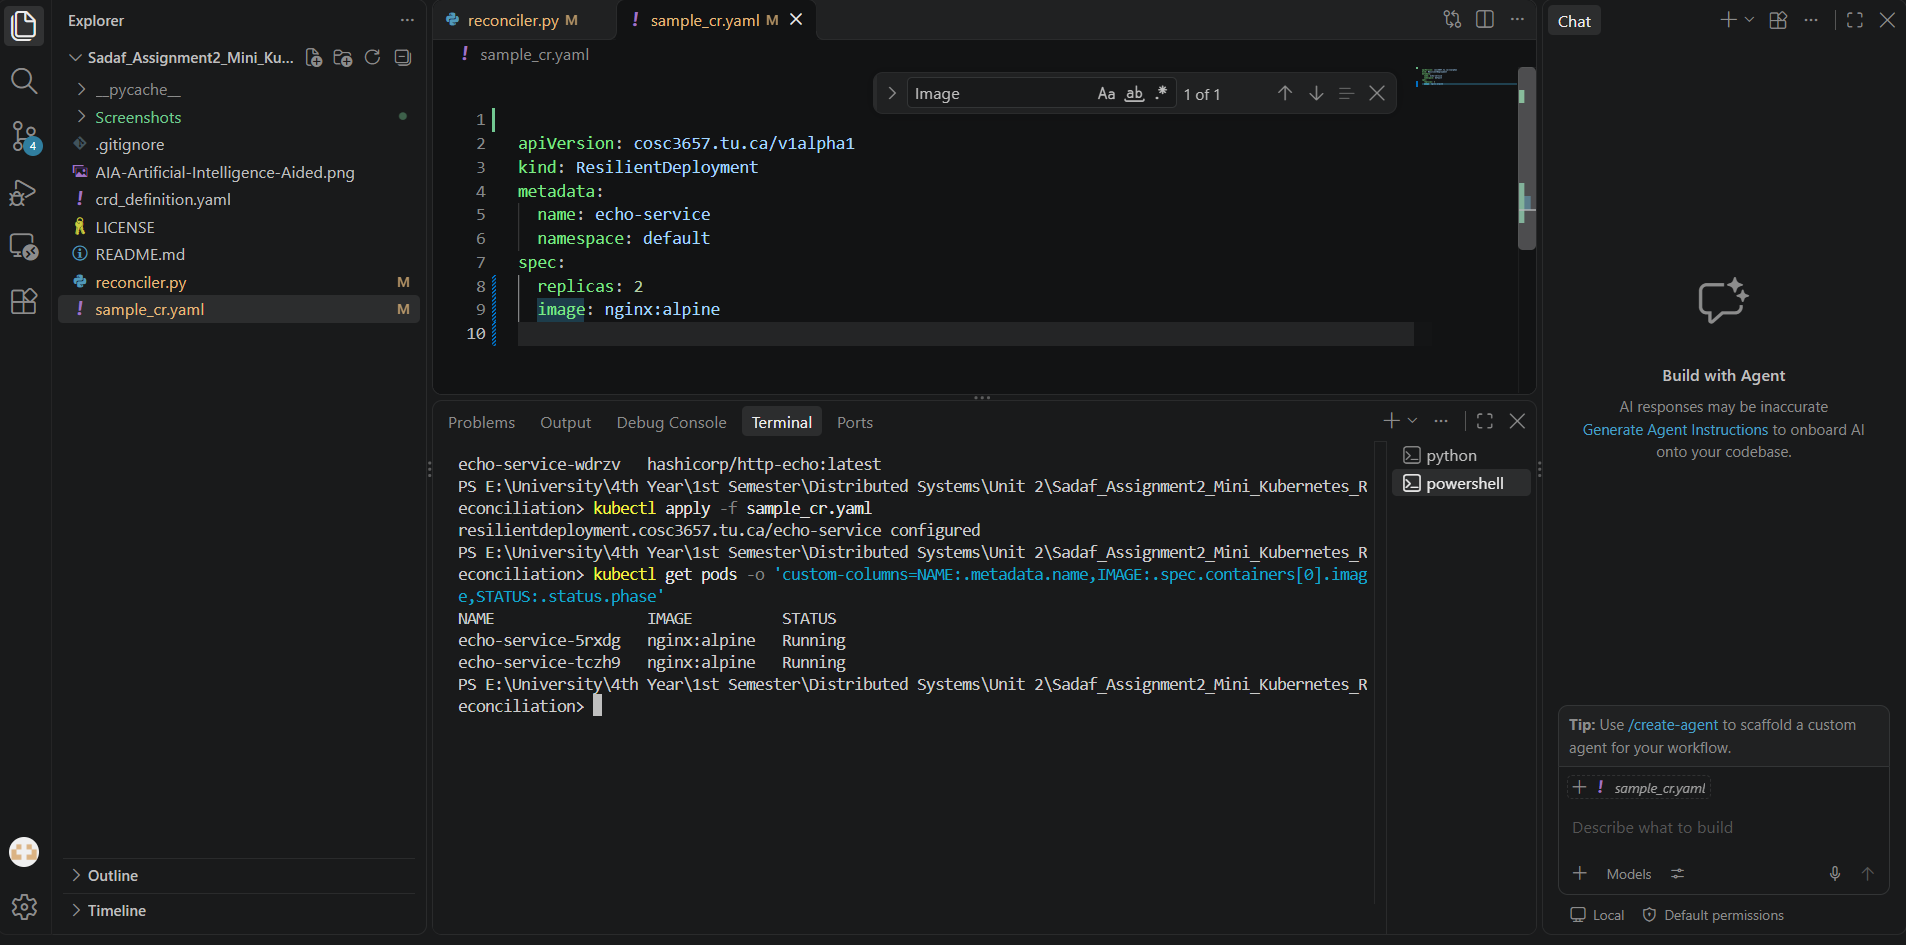 Explorer
Sadaf_Assignment2_Mini_Ku...
__pycache__
Screenshots
.gitignore
AIA-Artificial-Intelligence-Aided.png
crd_definition.yaml
LICENSE
README.md
reconciler.py M
sample_cr.yaml M
Outline
Timeline
4
reconciler.py M
sample_cr.yaml M
sample_cr.yaml
Image Aa ab .* 1 of 1
1
2 apiVersion: cosc3657.tu.ca/v1alpha1
3 kind: ResilientDeployment
4 metadata:
5 name: echo-service
6 namespace: default
7 spec:
8 replicas: 2
9 image: nginx:alpine
10
Problems Output Debug Console Terminal Ports
echo-service-wdrzv hashicorp/http-echo:latest
PS E:\University\4th Year\1st Semester\Distributed Systems\Unit 2\Sadaf_Assignment2_Mini_Kubernetes_R
econciliation> kubectl apply -f sample_cr.yaml
resilientdeployment.cosc3657.tu.ca/echo-service configured
PS E:\University\4th Year\1st Semester\Distributed Systems\Unit 2\Sadaf_Assignment2_Mini_Kubernetes_R
econciliation> kubectl get pods -o 'custom-columns=NAME:.metadata.name,IMAGE:.spec.containers[0].imag
e,STATUS:.status.phase'
NAME IMAGE STATUS
echo-service-5rxdg nginx:alpine Running
echo-service-tczh9 nginx:alpine Running
PS E:\University\4th Year\1st Semester\Distributed Systems\Unit 2\Sadaf_Assignment2_Mini_Kubernetes_R
econciliation>
python
powershell
Chat
Build with Agent
AI responses may be inaccurate
Generate Agent Instructions to onboard AI
onto your codebase.
Tip: Use /create-agent to scaffold a custom
agent for your workflow.
sample_cr.yaml
Describe what to build
Models
Local Default permissions